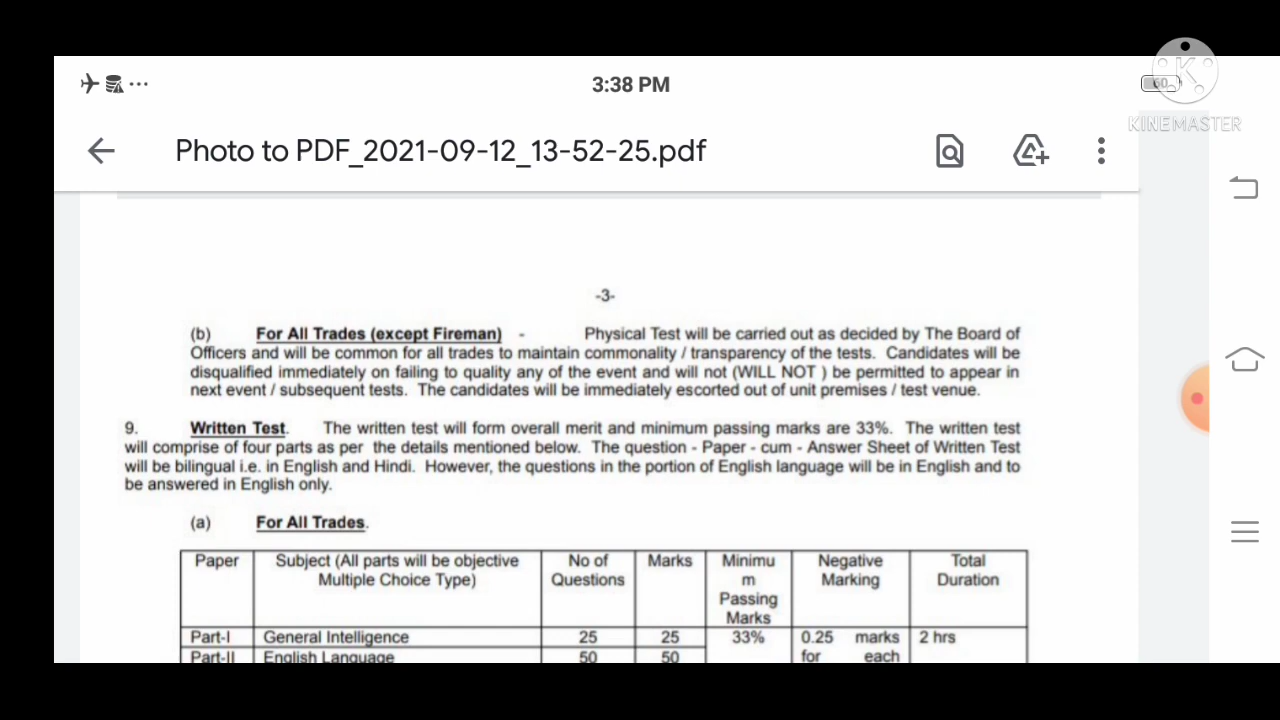 3:38 PM
60
KINEMASTER
Photo to PDF_2021-09-12_13-52-25.pdf
-3-
(b) For All Trades (except Fireman) - Physical Test will be carried out as decided by The Board of
Officers and will be common for all trades to maintain commonality / transparency of the tests. Candidates will be
disqualified immediately on failing to quality any of the event and will not (WILL NOT ) be permitted to appear in
next event / subsequent tests. The candidates will be immediately escorted out of unit premises / test venue.
9. Written Test. The written test will form overall merit and minimum passing marks are 33%. The written test
will comprise of four parts as per the details mentioned below. The question - Paper - cum - Answer Sheet of Written Test
will be bilingual i.e. in English and Hindi. However, the questions in the portion of English language will be in English and to
be answered in English only.
(a) For All Trades.
Paper Subject (All parts will be objective No of Marks Minimu Negative Total
Multiple Choice Type) Questions m Marking Duration
Passing
Marks
Part-I General Intelligence 25 25 33% 0.25 marks 2 hrs
Part-II English Language 50 50 for each